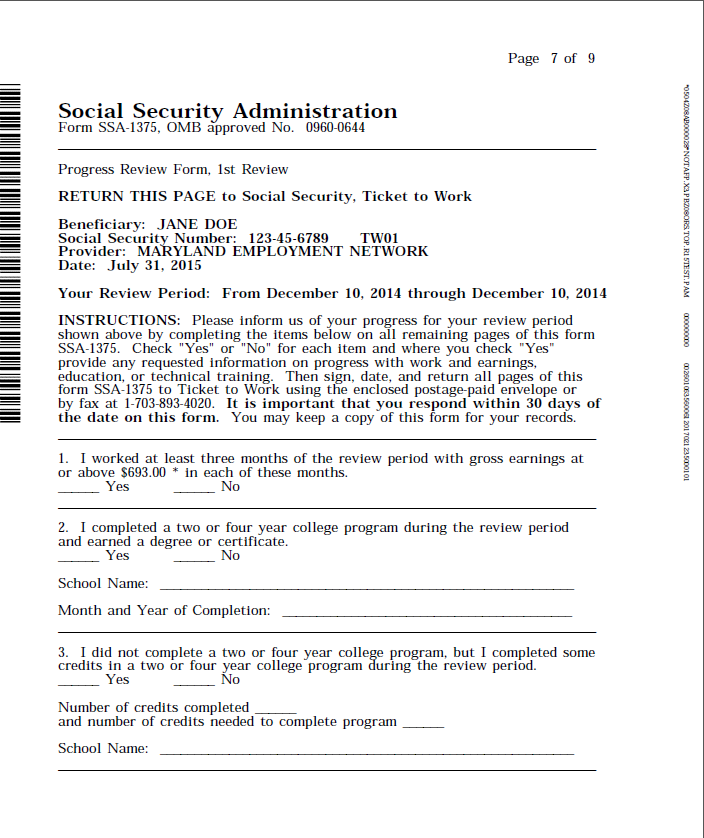 Page 7 of 9
Social Security Administration
Form SSA-1375, OMB approved No. 0960-0644
Progress Review Form, 1st Review
RETURN THIS PAGE to Social Security, Ticket to Work
Beneficiary: JANE DOE
Social Security Number: 123-45-6789 TW01
Provider: MARYLAND EMPLOYMENT NETWORK
Date: July 31, 2015
Your Review Period: From December 10, 2014 through December 10, 2014
INSTRUCTIONS: Please inform us of your progress for your review period
shown above by completing the items below on all remaining pages of this form
SSA-1375. Check "Yes" or "No" for each item and where you check "Yes"
provide any requested information on progress with work and earnings,
education, or technical training. Then sign, date, and return all pages of this
form SSA-1375 to Ticket to Work using the enclosed postage-paid envelope or
by fax at 1-703-893-4020. It is important that you respond within 30 days of
the date on this form. You may keep a copy of this form for your records.
1. I worked at least three months of the review period with gross earnings at
or above $693.00 * in each of these months.
______ Yes ______ No
2. I completed a two or four year college program during the review period
and earned a degree or certificate.
______ Yes ______ No
School Name: ____________________
Month and Year of Completion: ____________________
3. I did not complete a two or four year college program, but I completed some
credits in a two or four year college program during the review period.
______ Yes ______ No
Number of credits completed ______
and number of credits needed to complete program ______
School Name: ____________________